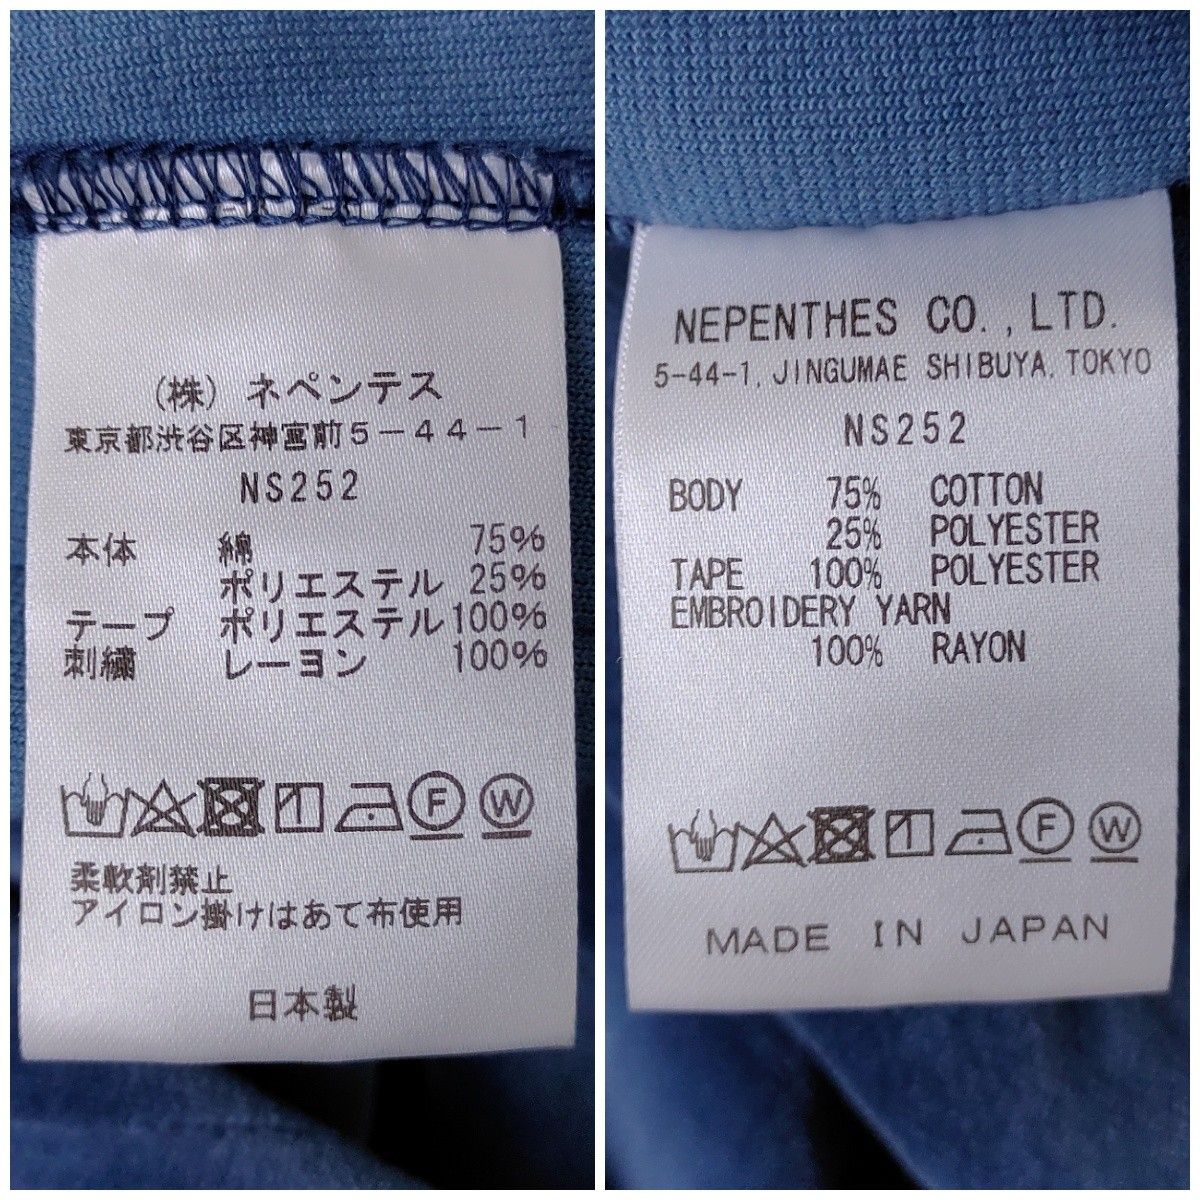 (株) ネペンテス
東京都渋谷区神宮前5-44-1
NS252
本体 綿 75%
ポリエステル 25%
テープ ポリエステル 100%
刺繍 レーヨン 100%
F W
柔軟剤禁止
アイロン掛けはあて布使用
日本製
NEPENTHES CO.,LTD.
5-44-1, JINGUMAE SHIBUYA, TOKYO
NS252
BODY 75% COTTON
25% POLYESTER
TAPE 100% POLYESTER
EMBROIDERY YARN
100% RAYON
F W
MADE IN JAPAN